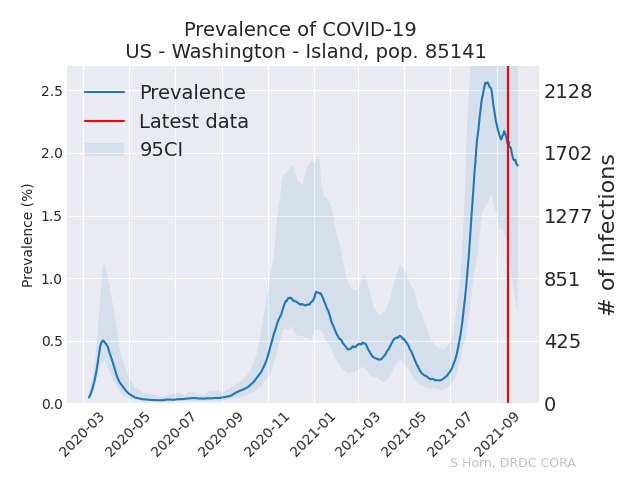 Prevalence of COVID-19
US - Washington - Island, pop. 85141
Prevalence
Latest data
95CI
Prevalence (%)
2.5
2.0
1.5
1.0
0.5
0.0
2128
1702
1277
851
425
0
# of infections
2020-03
2020-05
2020-07
2020-09
2020-11
2021-01
2021-03
2021-05
2021-07
2021-09
S Horn, DRDC CORA